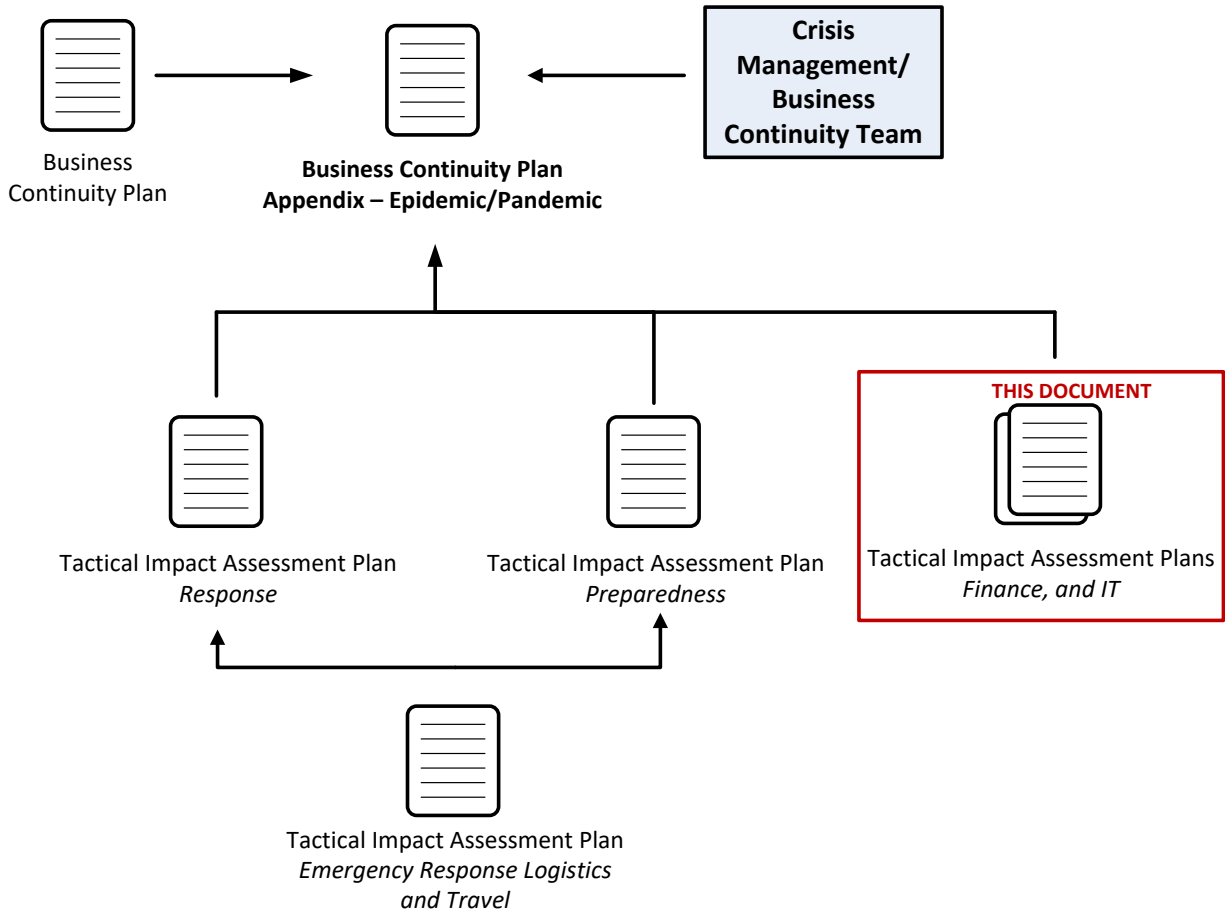 Business
Continuity Plan
Business Continuity Plan
Appendix – Epidemic/Pandemic
Crisis
Management/
Business
Continuity Team
Tactical Impact Assessment Plan
Response
Tactical Impact Assessment Plan
Preparedness
THIS DOCUMENT
Tactical Impact Assessment Plans
Finance, and IT
Tactical Impact Assessment Plan
Emergency Response Logistics
and Travel